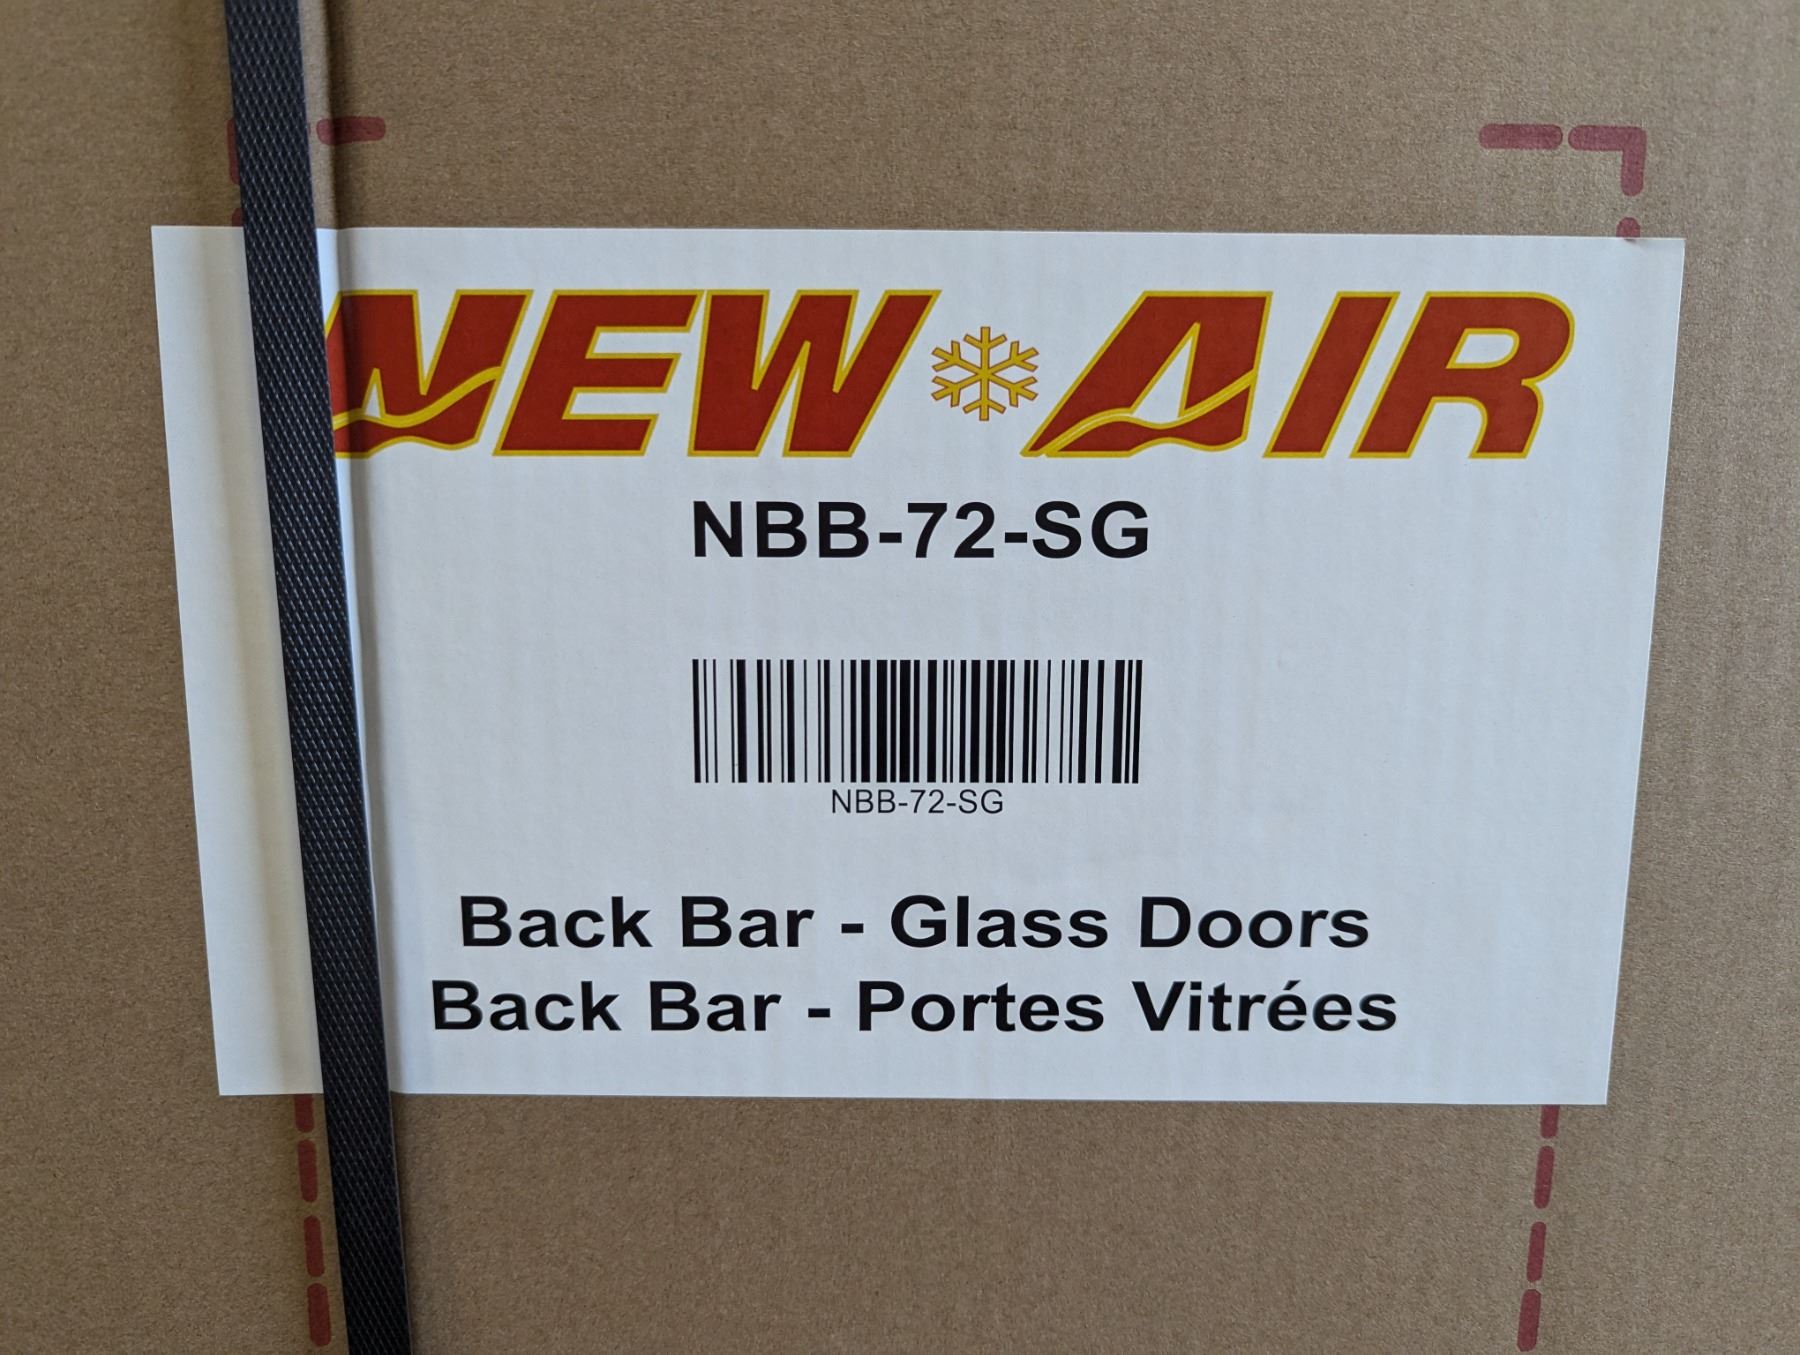 NEW AIR
NBB-72-SG
NBB-72-SG
Back Bar - Glass Doors
Back Bar - Portes Vitrées